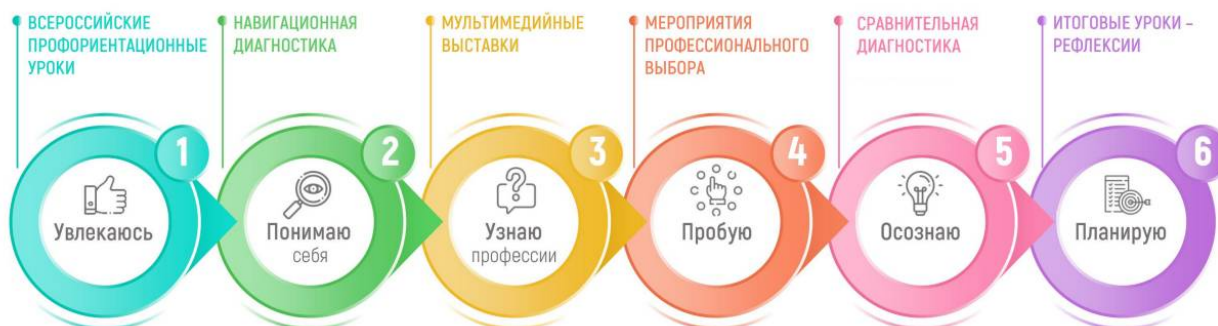 ВСЕРОССИЙСКИЕ
ПРОФОРИЕНТАЦИОННЫЕ
УРОКИ
НАВИГАЦИОННАЯ
ДИАГНОСТИКА
МУЛЬТИМЕДИЙНЫЕ
ВЫСТАВКИ
МЕРОПРИЯТИЯ
ПРОФЕССИОНАЛЬНОГО
ВЫБОРА
СРАВНИТЕЛЬНАЯ
ДИАГНОСТИКА
ИТОГОВЫЕ УРОКИ –
РЕФЛЕКСИИ
1
Увлекаюсь
2
Понимаю
себя
3
Узнаю
профессии
4
Пробую
5
Осознаю
6
Планирую